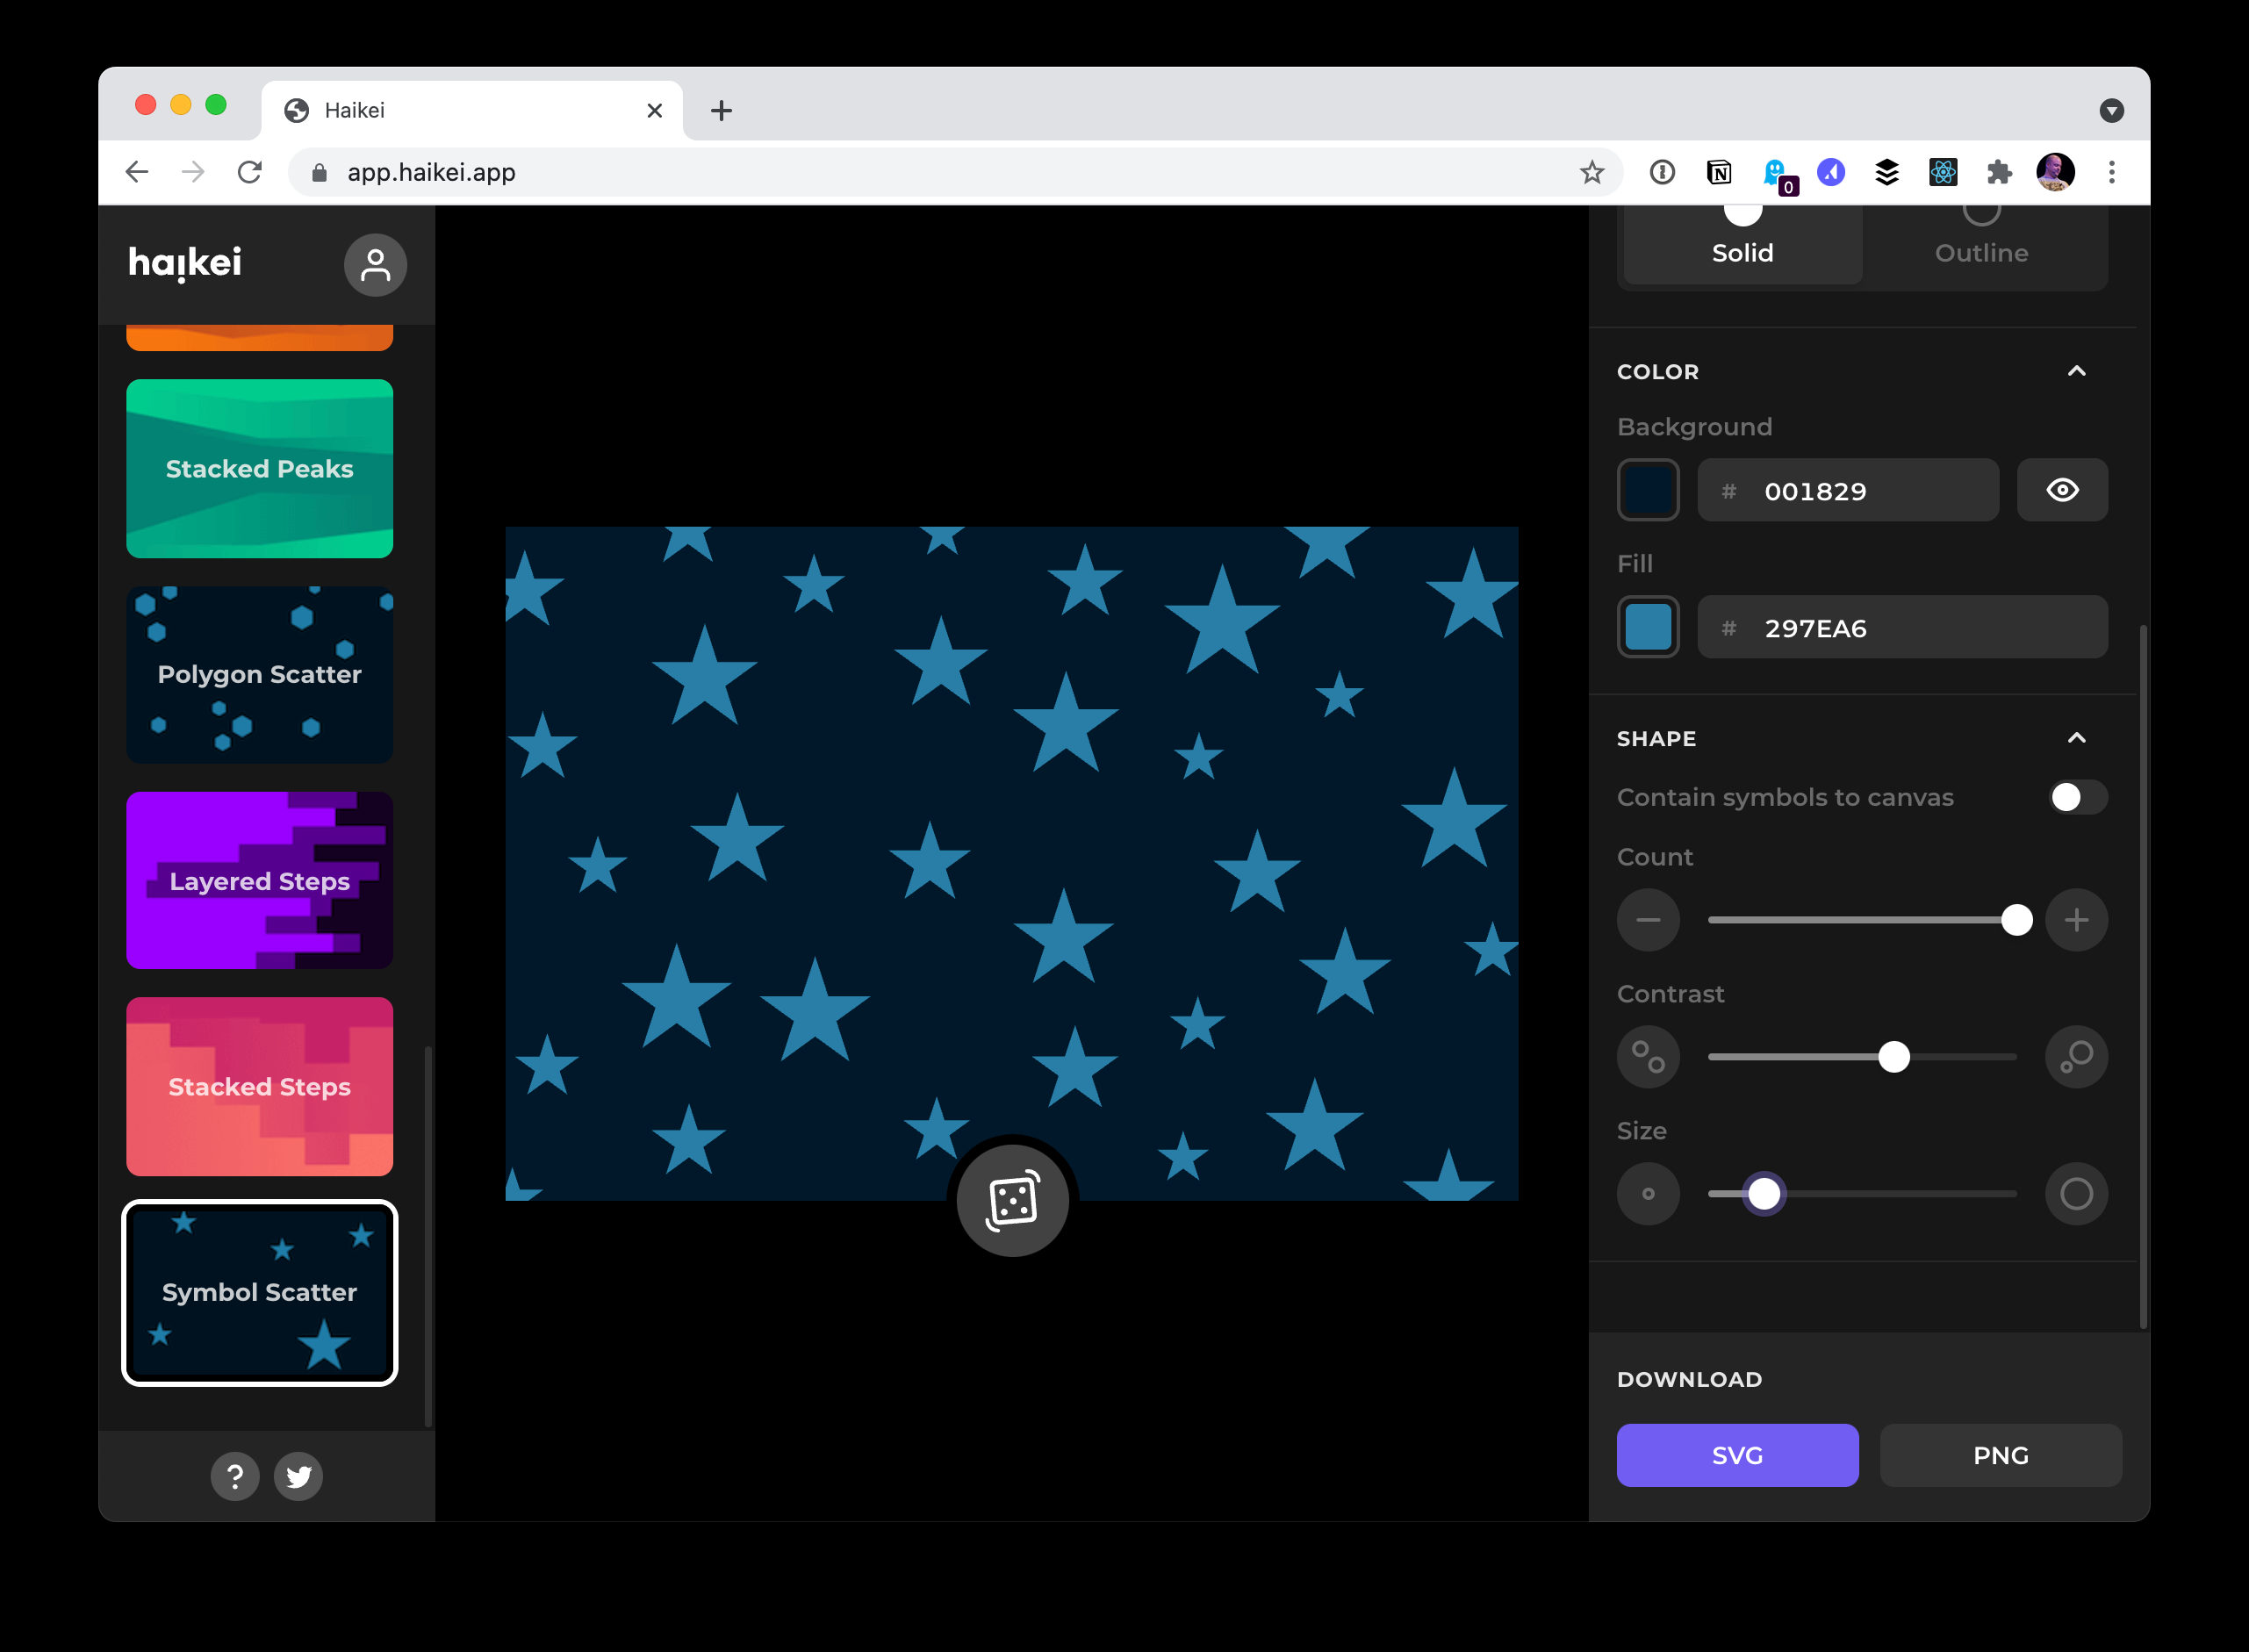 Haikei
app.haikei.app
0
haikei
Stacked Peaks
Polygon Scatter
Layered Steps
Stacked Steps
Symbol Scatter
?
Solid
Outline
COLOR
Background
# 001829
Fill
# 297EA6
SHAPE
Contain symbols to canvas
Count
Contrast
Size
DOWNLOAD
SVG
PNG